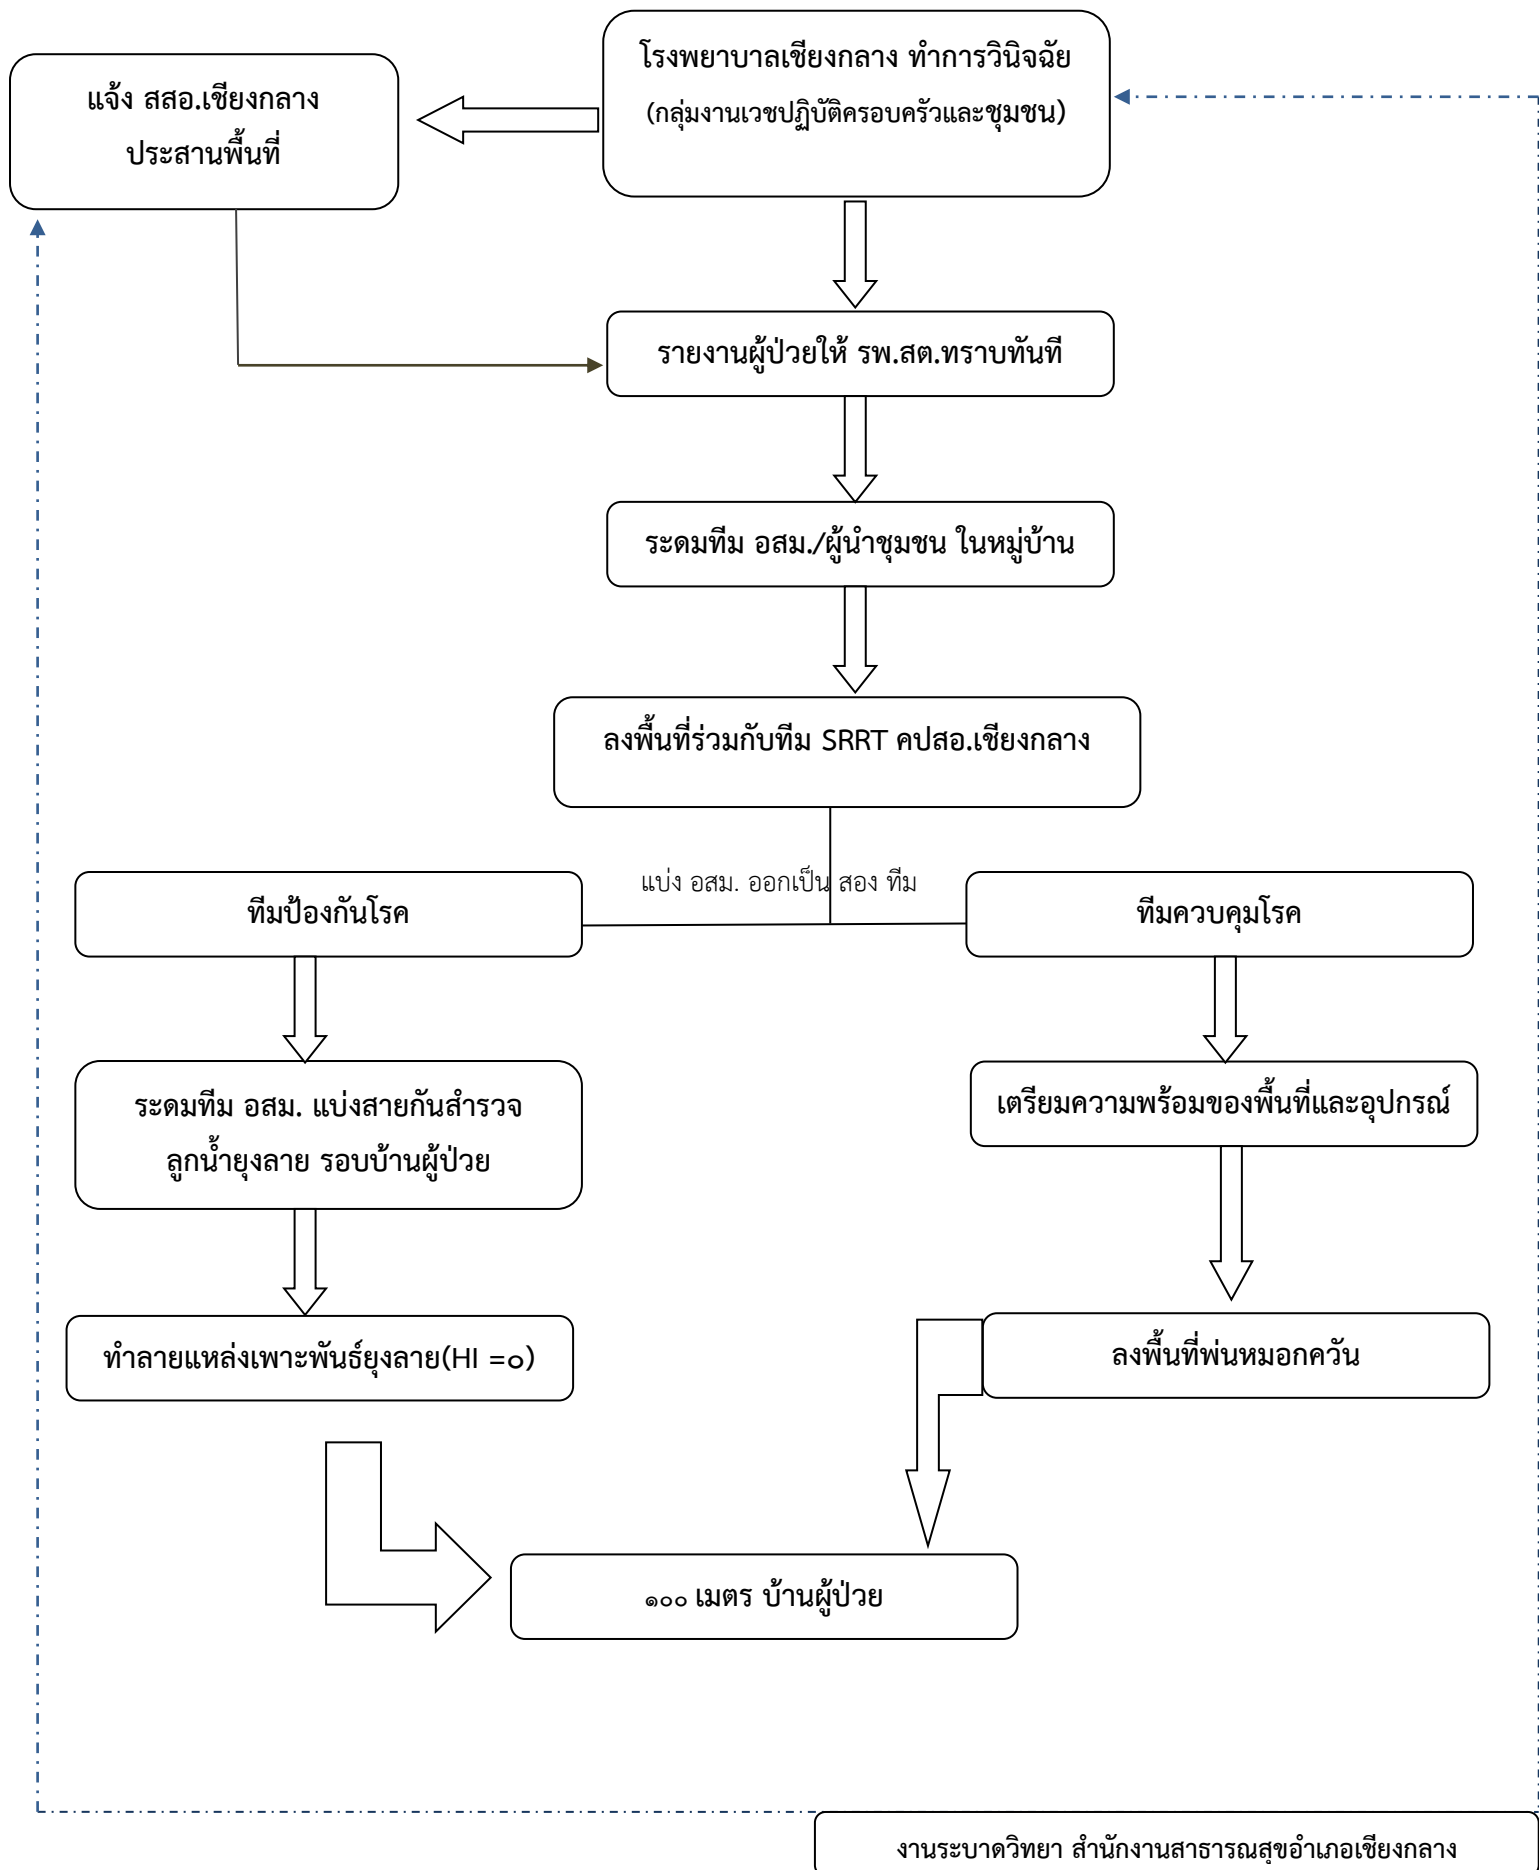 โรงพยาบาลเชียงกลาง ทำการวินิจฉัย
(กลุ่มงานเวชปฏิบัติครอบครัวและชุมชน)
แจ้ง สสอ.เชียงกลาง
ประสานพื้นที่
รายงานผู้ป่วยให้ รพ.สต.ทราบทันที
ระดมทีม อสม./ผู้นำชุมชน ในหมู่บ้าน
ลงพื้นที่ร่วมกับทีม SRRT คปสอ.เชียงกลาง
แบ่ง อสม. ออกเป็น สอง ทีม
ทีมป้องกันโรค
ทีมควบคุมโรค
ระดมทีม อสม. แบ่งสายกันสำรวจ
ลูกน้ำยุงลาย รอบบ้านผู้ป่วย
เตรียมความพร้อมของพื้นที่และอุปกรณ์
ทำลายแหล่งเพาะพันธ์ยุงลาย(HI =๐)
ลงพื้นที่พ่นหมอกควัน
๑๐๐ เมตร บ้านผู้ป่วย
งานระบาดวิทยา สำนักงานสาธารณสุขอำเภอเชียงกลาง